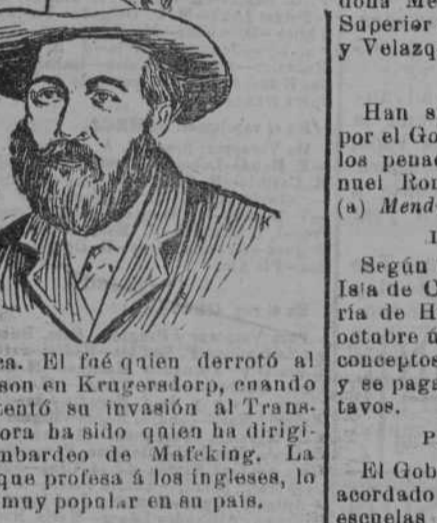 ca. El fué quien derrotó al
son en Krugersdorp, cuando
tentó su invasión al Trans-
ora ha sido quien ha dirigi-
mbardeo de Mafeking. La
que profesa á los ingleses, lo
muy popular en su país.
doña Me
Superior
y Velazq
Han s
por el Go
los penad
nuel Rom
(a) Mend
Según
Isla de C
ría de H
octubre ú
conceptos
y se paga
tavos.
P
El Gob
acordado
escuelas